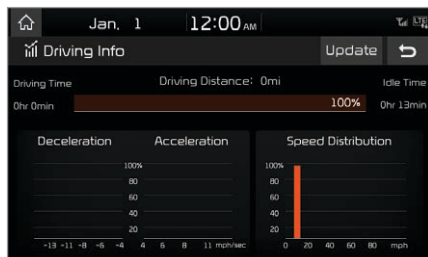 Jan. 1 12:00 AM LTE
Driving Info Update
Driving Time Driving Distance: 0mi Idle Time
0hr 0min 100% 0hr 13min
Deceleration Acceleration Speed Distribution
100% 100%
80 80
60 60
40 40
20 20
-13 -11 -8 -6 -4 4 6 8 11 mph/sec 0 20 40 60 80 mph